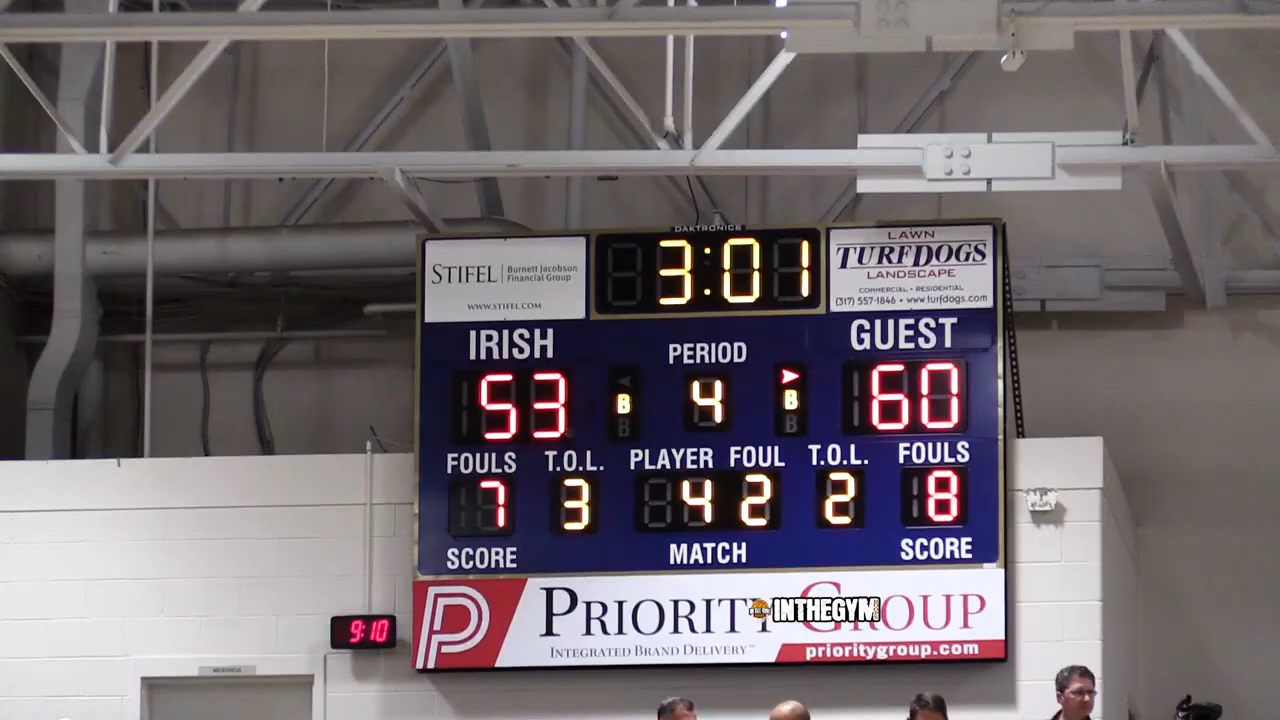 DAKTRONICS
STIFEL | Burnett Jacobson
Financial Group
WWW.STIFEL.COM
3:01
LAWN
TURFDOGS
LANDSCAPE
COMMERCIAL • RESIDENTIAL
(317) 557-1846 • www.turfdogs.com
IRISH
PERIOD
GUEST
53
B
4
B
60
FOULS T.O.L. PLAYER FOUL T.O.L. FOULS
7 3 4 2 2 8
SCORE MATCH SCORE
P PRIORITY GROUP
INTHEGYM
INTEGRATED BRAND DELIVERY™
prioritygroup.com
9:10